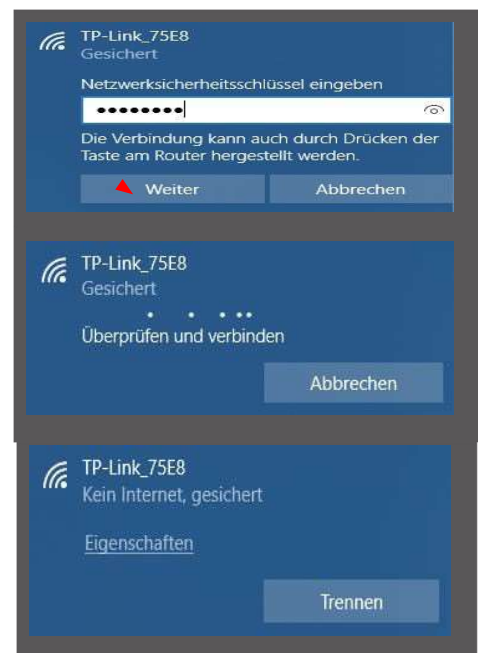 TP-Link_75E8
Gesichert
Netzwerksicherheitsschlüssel eingeben
••••••••
Die Verbindung kann auch durch Drücken der
Taste am Router hergestellt werden.
Weiter Abbrechen
TP-Link_75E8
Gesichert
Überprüfen und verbinden
Abbrechen
TP-Link_75E8
Kein Internet, gesichert
Eigenschaften
Trennen